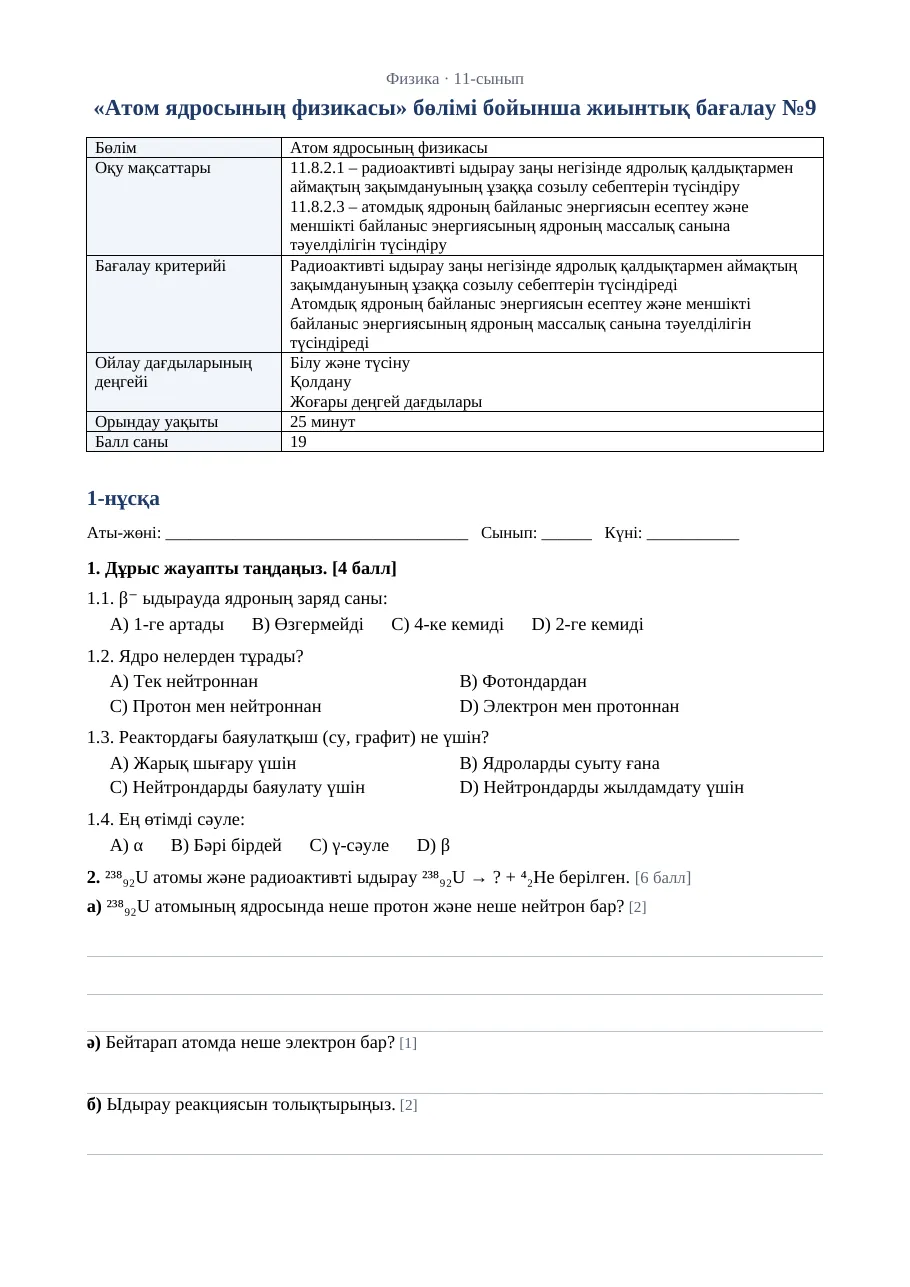 Физика · 11-сынып
«Атом ядросының физикасы» бөлімі бойынша жиынтық бағалау №9
Бөлім Атом ядросының физикасы
Оқу мақсаттары 11.8.2.1 – радиоактивті ыдырау заңы негізінде ядролық қалдықтармен
аймақтың зақымдануының ұзаққа созылу себептерін түсіндіру
11.8.2.3 – атомдық ядроның байланыс энергиясын есептеу және
меншікті байланыс энергиясының ядроның массалық санына
тәуелділігін түсіндіру
Бағалау критерийі Радиоактивті ыдырау заңы негізінде ядролық қалдықтармен аймақтың
зақымдануының ұзаққа созылу себептерін түсіндіреді
Атомдық ядроның байланыс энергиясын есептеу және меншікті
байланыс энергиясының ядроның массалық санына тәуелділігін
түсіндіреді
Ойлау дағдыларының Білу және түсіну
деңгейі Қолдану
Жоғары деңгей дағдылары
Орындау уақыты 25 минут
Балл саны 19
1-нұсқа
Аты-жөні: ____________________________________ Сынып: ______ Күні: ___________
1. Дұрыс жауапты таңдаңыз. [4 балл]
1.1. β⁻ ыдырауда ядроның заряд саны:
A) 1-ге артады B) Өзгермейді C) 4-ке кемиді D) 2-ге кемиді
1.2. Ядро нелерден тұрады?
A) Тек нейтроннан B) Фотондардан
C) Протон мен нейтроннан D) Электрон мен протоннан
1.3. Реактордағы баяулатқыш (су, графит) не үшін?
A) Жарық шығару үшін B) Ядроларды суыту ғана
C) Нейтрондарды баяулату үшін D) Нейтрондарды жылдамдату үшін
1.4. Ең өтімді сәуле:
A) α B) Бәрі бірдей C) γ-сәуле D) β
2. ²³⁸₉₂U атомы және радиоактивті ыдырау ²³⁸₉₂U → ? + ⁴₂He берілген. [6 балл]
а) ²³⁸₉₂U атомының ядросында неше протон және неше нейтрон бар? [2]
ә) Бейтарап атомда неше электрон бар? [1]
б) Ыдырау реакциясын толықтырыңыз. [2]